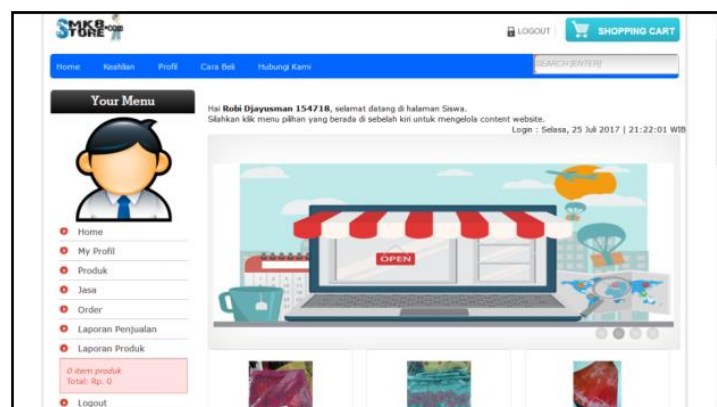 SMK8
STORE.com
LOGOUT
SHOPPING CART
Home Keahlian Profil Cara Beli Hubungi Kami
SEARCH [ENTER]
Your Menu
Hai Robi Djayusman 154718, selamat datang di halaman Siswa.
Silahkan klik menu pilihan yang berada di sebelah kiri untuk mengelola content website.
Login : Selasa, 25 Juli 2017 | 21:22:01 WIB
OPEN
Home
My Profil
Produk
Jasa
Order
Laporan Penjualan
Laporan Produk
0 item produk
Total: Rp. 0
Logout